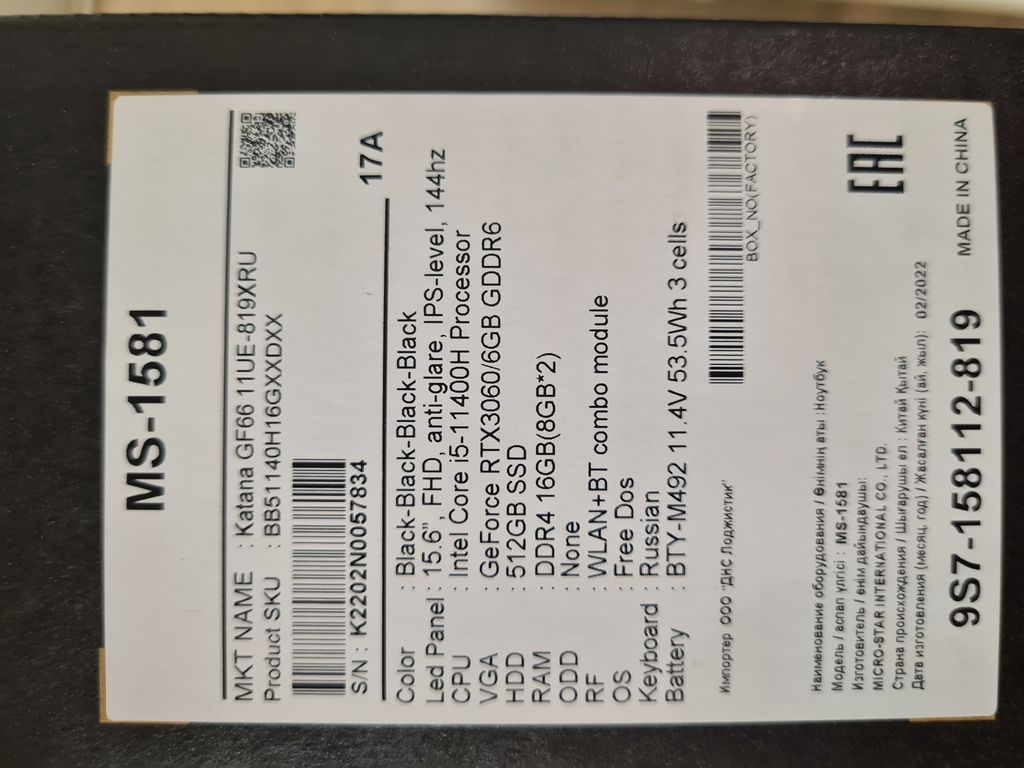 MS-1581
MKT NAME : Katana GF66 11UE-819XRU
Product SKU : BB51140H16GXXDXX
S/N : K2202N0057834
17A
Color : Black-Black-Black-Black
Led Panel : 15.6”, FHD, anti-glare, IPS-level, 144hz
CPU : Intel Core i5-11400H Processor
VGA : GeForce RTX3060/6GB GDDR6
HDD : 512GB SSD
RAM : DDR4 16GB(8GB*2)
ODD : None
RF : WLAN+BT combo module
OS : Free Dos
Keyboard : Russian
Battery : BTY-M492 11.4V 53.5Wh 3 cells
Импортер ООО "ДНС Лоджистик"
BOX_NO(FACTORY)
Наименование оборудования / Өнімнің аты :Ноутбук
Модель / аспап үлгісі : MS-1581
Изготовитель / өнім дайындаушы:
MICRO-STAR INTERNATIONAL CO., LTD.
Страна происхождения / Шығарушы ел : Китай Қытай
Дата изготовления (месяц, год) / Жасалған күні (ай, жыл): 02/2022
EAC
9S7-158112-819
MADE IN CHINA